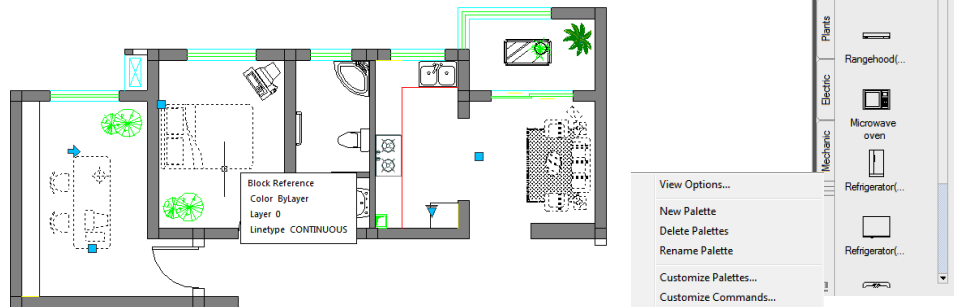 Block Reference
Color ByLayer
Layer 0
Linetype CONTINUOUS
View Options...
New Palette
Delete Palettes
Rename Palette
Customize Palettes...
Customize Commands...
Plants
Electric
Mechanic
Rangehood(...
Microwave
oven
Refrigerator(...
Refrigerator(...